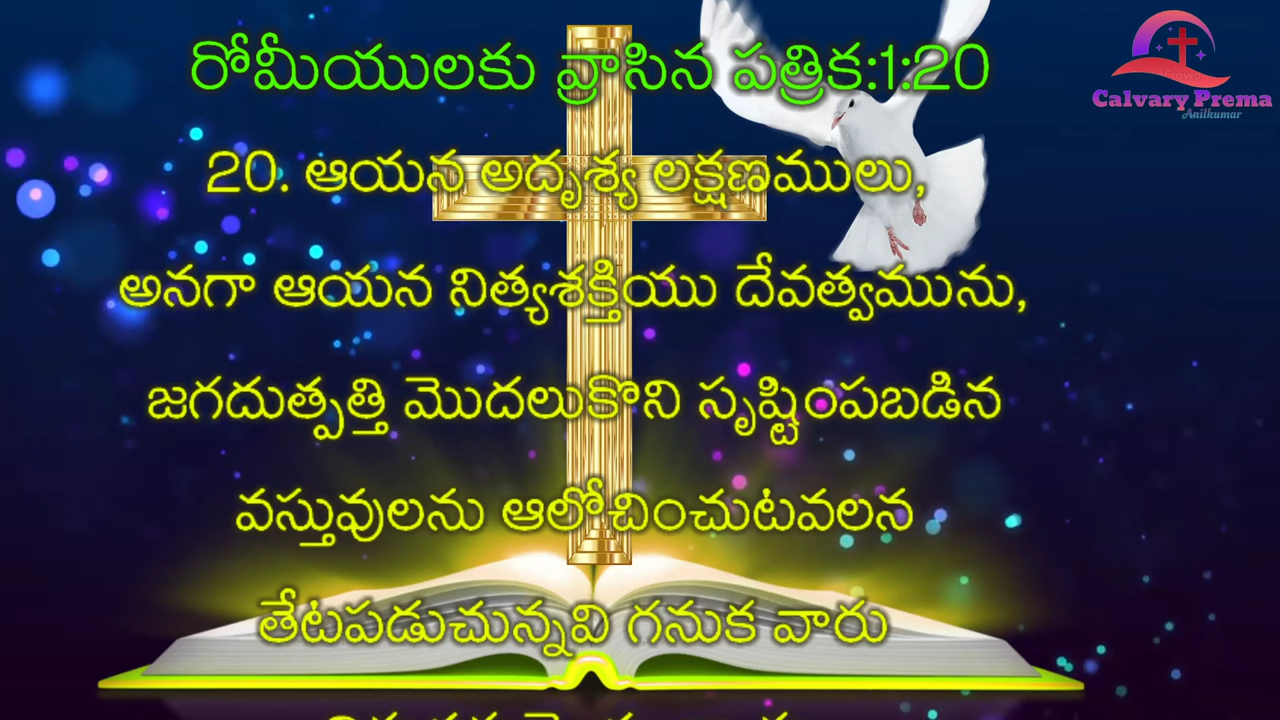 రోమీయులకు వ్రాసిన పత్రిక:1:20
Calvary Prema
Anilkumar
20. ఆయన అదృశ్య లక్షణములు,
అనగా ఆయన నిత్యశక్తియు దేవత్వమును,
జగదుత్పత్తి మొదలుకొని సృష్టింపబడిన
వస్తువులను ఆలోచించుటవలన
తేటపడుచున్నవి గనుక వారు